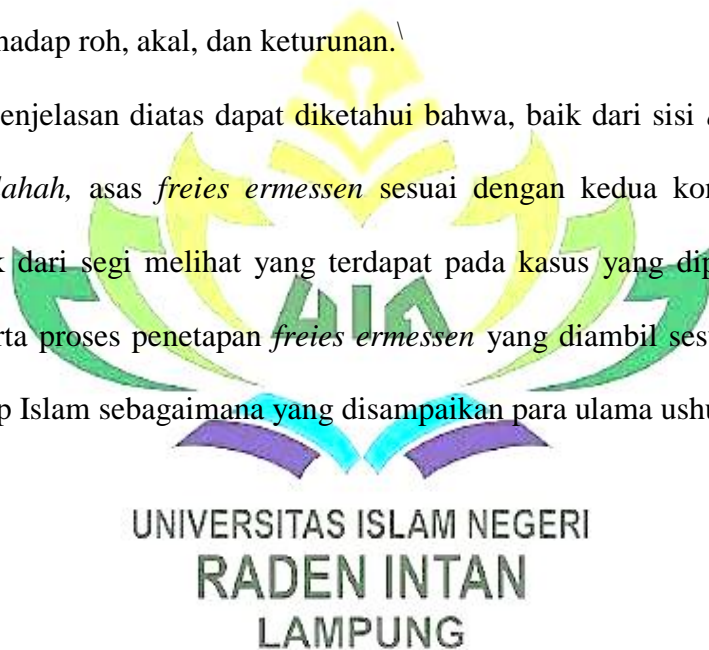 hadap roh, akal, dan keturunan.\
enjelasan diatas dapat diketahui bahwa, baik dari sisi
lahah, asas freies ermessen sesuai dengan kedua kon
k dari segi melihat yang terdapat pada kasus yang dip
rta proses penetapan freies ermessen yang diambil sesu
p Islam sebagaimana yang disampaikan para ulama ushu
UIN
UNIVERSITAS ISLAM NEGERI
RADEN INTAN
LAMPUNG